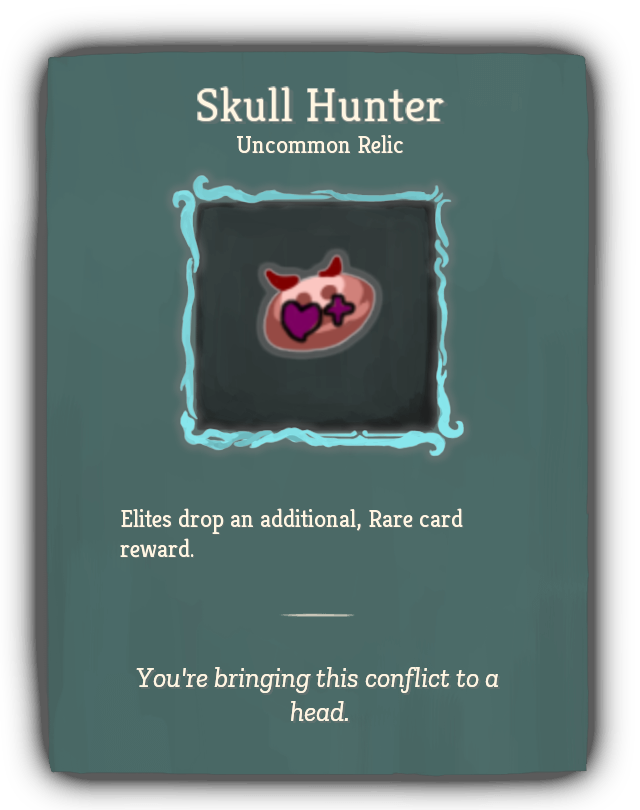 Skull Hunter
Uncommon Relic
Elites drop an additional, Rare card
reward.
You're bringing this conflict to a
head.